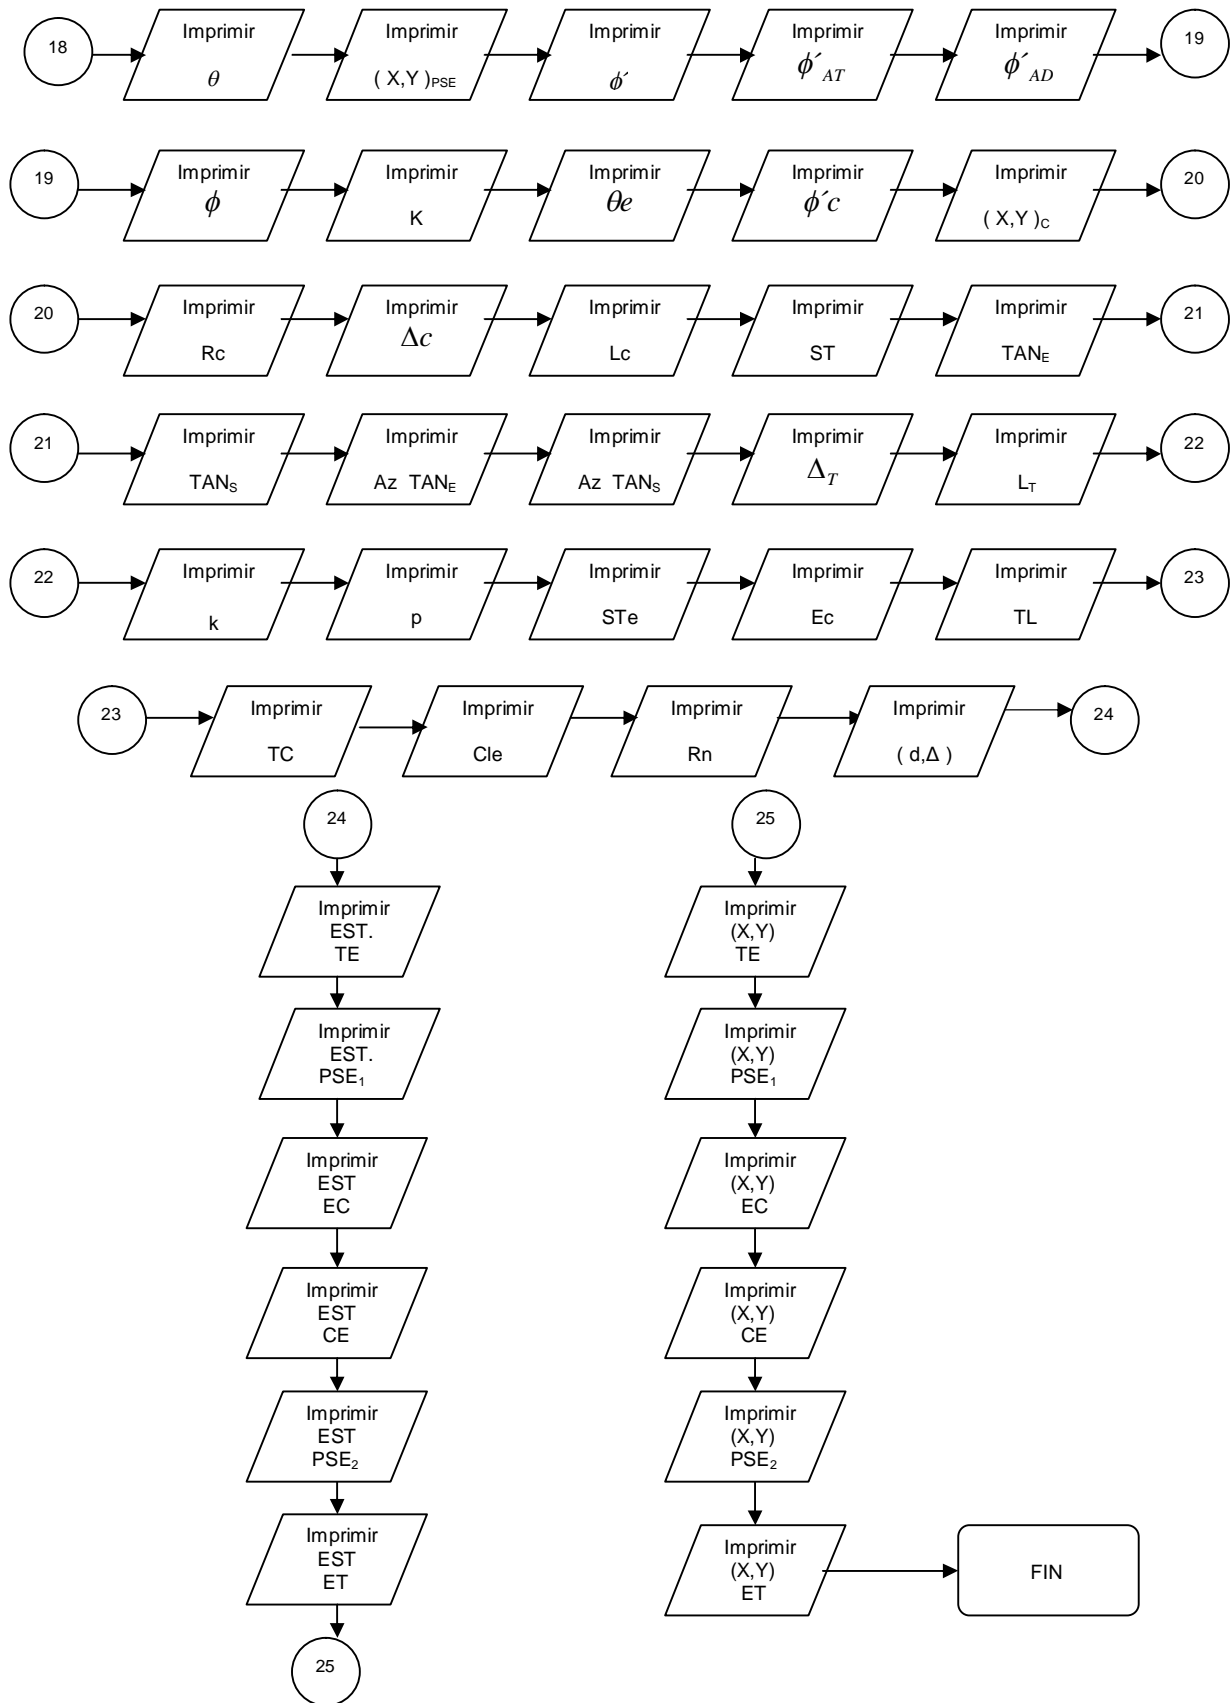 18
Imprimir
θ
Imprimir
( X,Y )PSE
Imprimir
ϕ´
Imprimir
ϕ´AT
Imprimir
ϕ´AD
19
19
Imprimir
ϕ
Imprimir
K
Imprimir
θe
Imprimir
ϕ´c
Imprimir
( X,Y )C
20
20
Imprimir
Rc
Imprimir
Δc
Imprimir
Lc
Imprimir
ST
Imprimir
TANE
21
21
Imprimir
TANS
Imprimir
Az TANE
Imprimir
Az TANS
Imprimir
ΔT
Imprimir
LT
22
22
Imprimir
k
Imprimir
p
Imprimir
STe
Imprimir
Ec
Imprimir
TL
23
23
Imprimir
TC
Imprimir
Cle
Imprimir
Rn
Imprimir
( d,Δ )
24
24
Imprimir
EST.
TE
Imprimir
EST.
PSE1
Imprimir
EST
EC
Imprimir
EST
CE
Imprimir
EST
PSE2
Imprimir
EST
ET
25
25
Imprimir
(X,Y)
TE
Imprimir
(X,Y)
PSE1
Imprimir
(X,Y)
EC
Imprimir
(X,Y)
CE
Imprimir
(X,Y)
PSE2
Imprimir
(X,Y)
ET
FIN